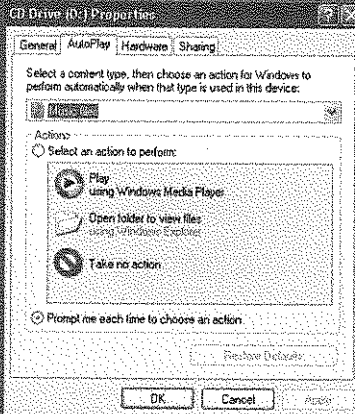 CD Drive (D:) Properties
General AutoPlay Hardware Sharing
Select a content type, then choose an action for Windows to
perform automatically when that type is used in this device:
Actions
Select an action to perform:
Play
using Windows Media Player
Open folder to view files
using Windows Explorer
Take no action
Prompt me each time to choose an action
Restore Defaults
OK Cancel Apply